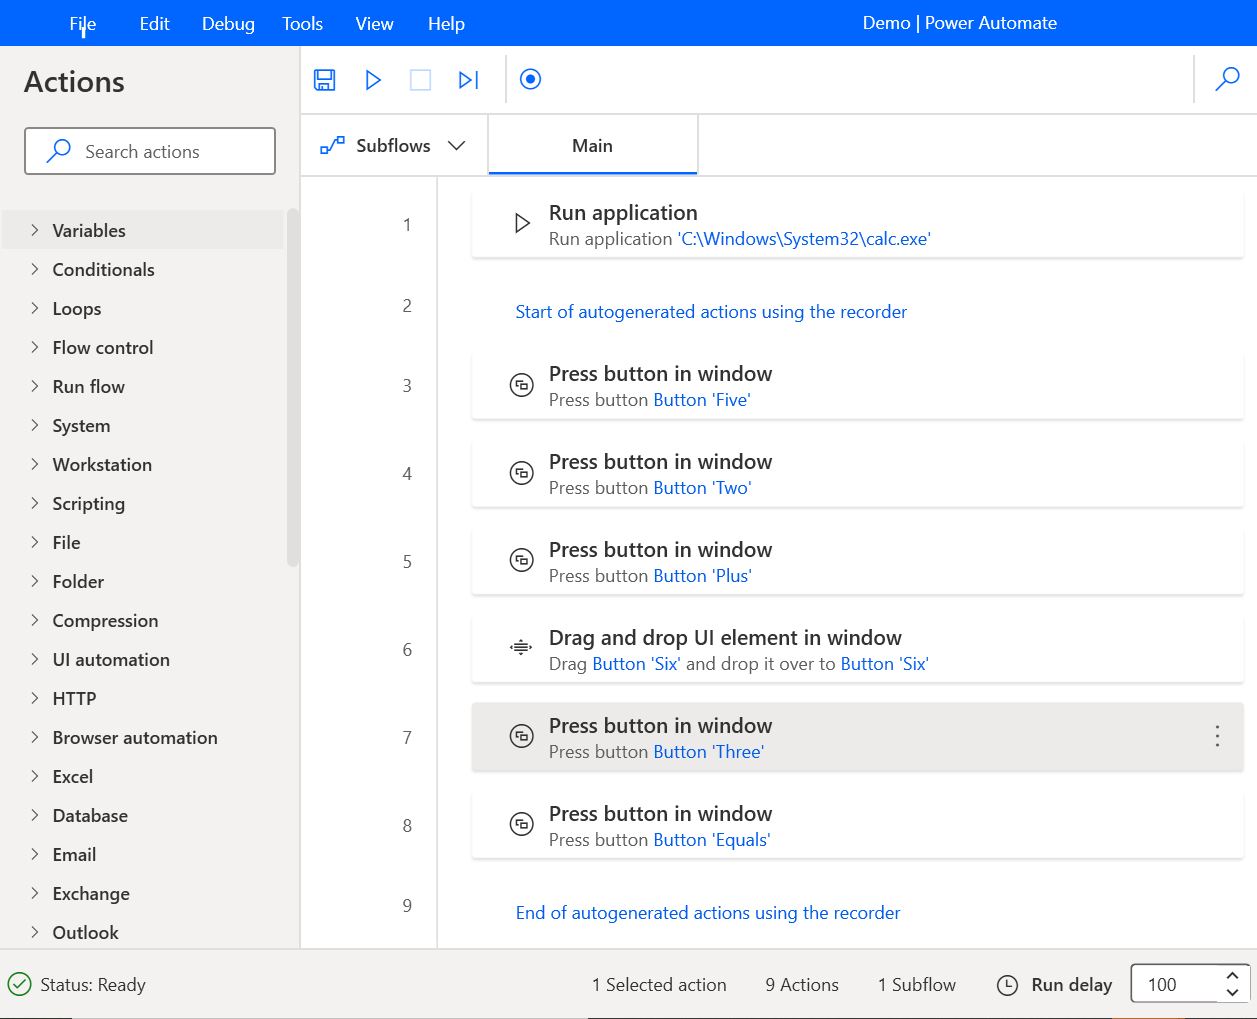 File Edit Debug Tools View Help Demo | Power Automate
Actions
Search actions
Variables
Conditionals
Loops
Flow control
Run flow
System
Workstation
Scripting
File
Folder
Compression
UI automation
HTTP
Browser automation
Excel
Database
Email
Exchange
Outlook
Subflows Main
1 Run application
Run application 'C:\Windows\System32\calc.exe'
2 Start of autogenerated actions using the recorder
3 Press button in window
Press button Button 'Five'
4 Press button in window
Press button Button 'Two'
5 Press button in window
Press button Button 'Plus'
6 Drag and drop UI element in window
Drag Button 'Six' and drop it over to Button 'Six'
7 Press button in window
Press button Button 'Three'
8 Press button in window
Press button Button 'Equals'
9 End of autogenerated actions using the recorder
Status: Ready 1 Selected action 9 Actions 1 Subflow Run delay 100